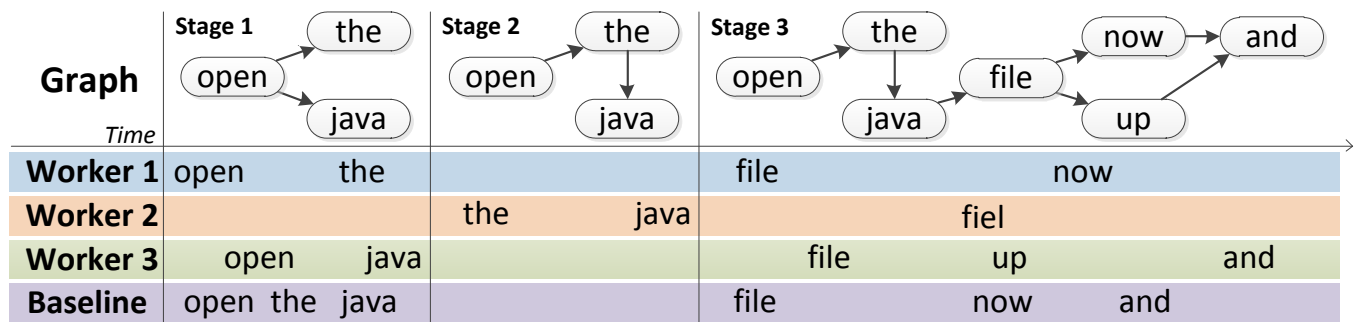 Stage 1 the Stage 2 the Stage 3 the now and
Graph open open open file
java java java up
Time
Worker 1 open the file now
Worker 2 the java fiel
Worker 3 open java file up and
Baseline open the java file now and